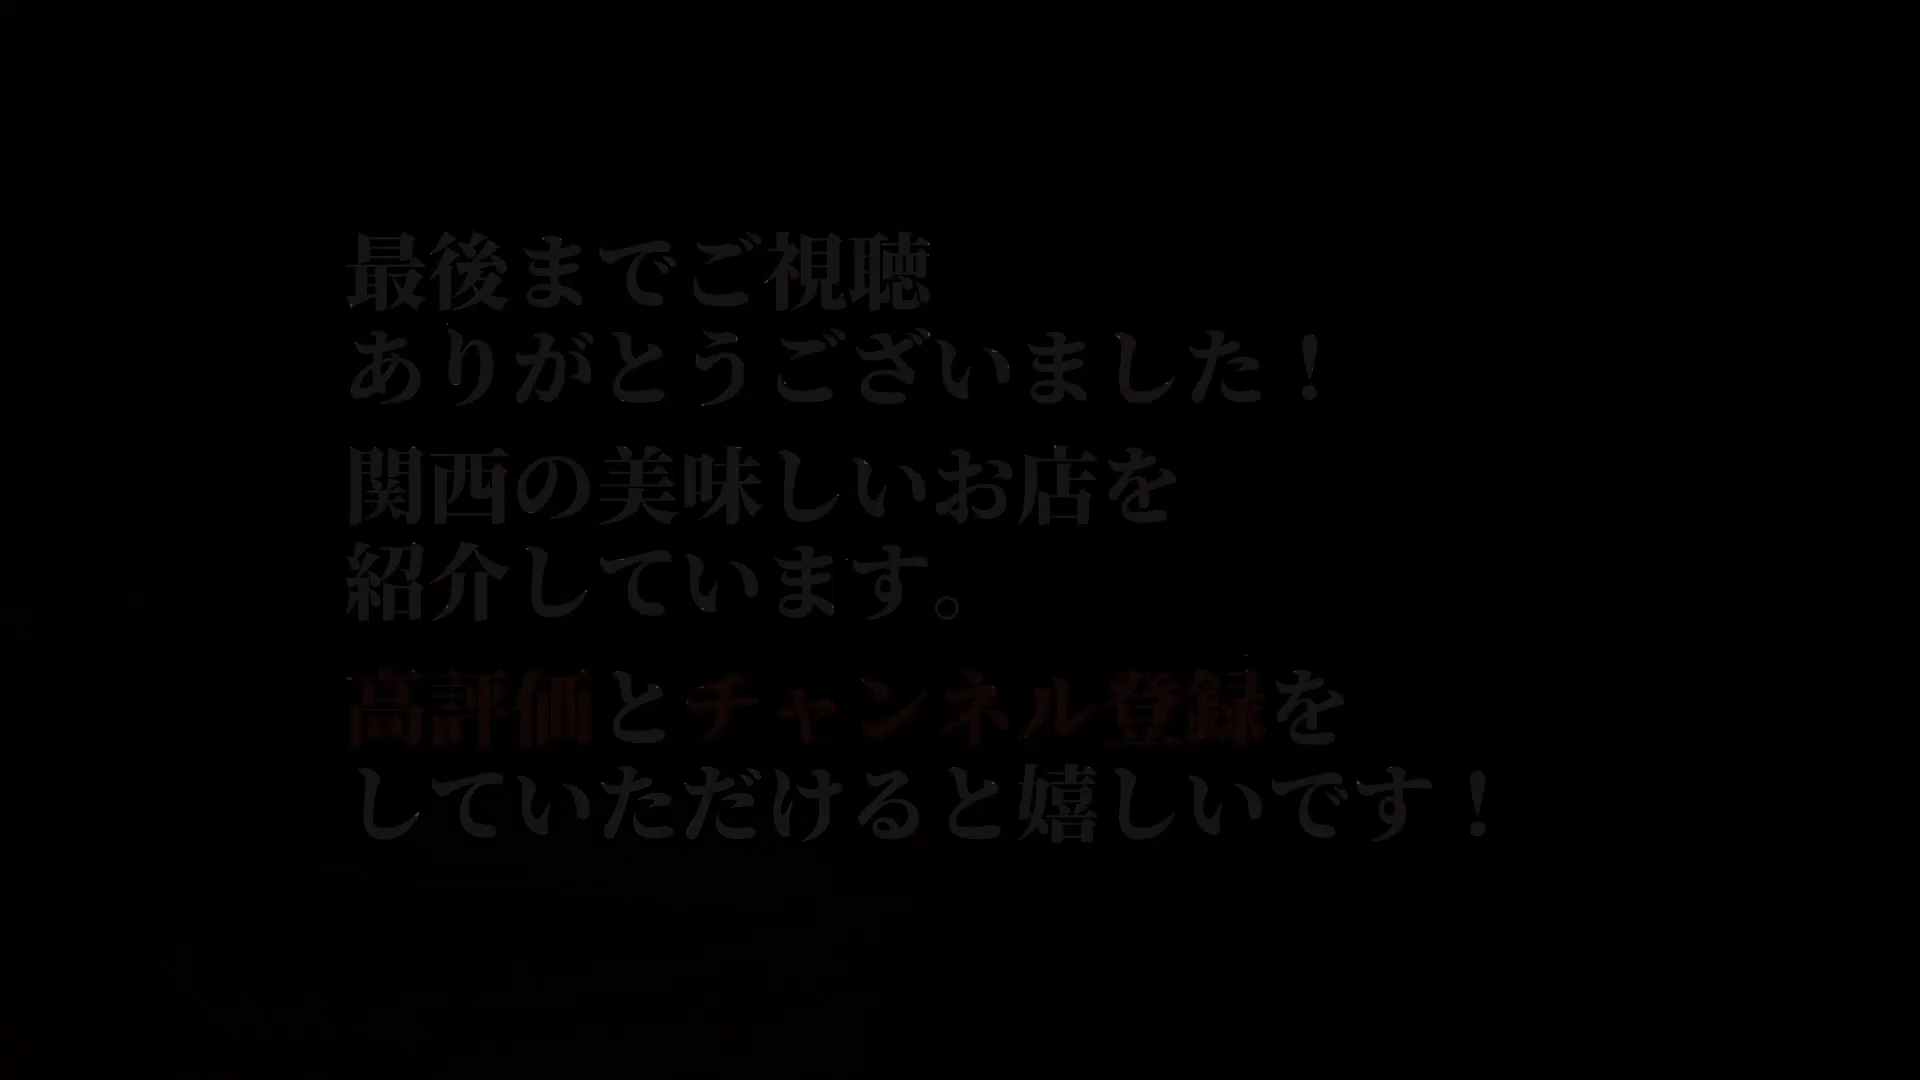 最後までご視聴
ありがとうございました！
関西の美味しいお店を
紹介しています。
高評価とチャンネル登録を
していただけると嬉しいです！